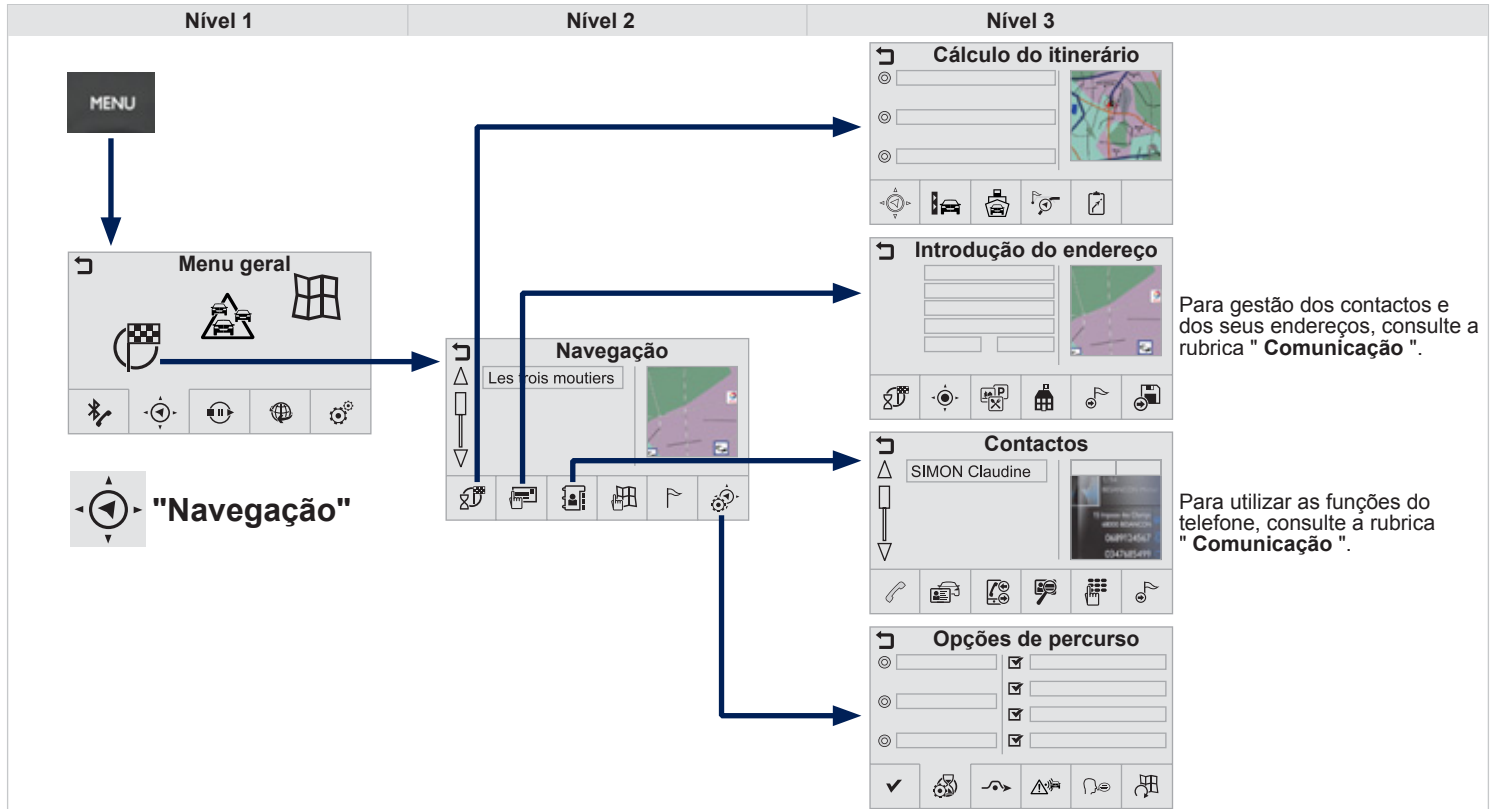 Nível 1
Nível 2
Nível 3
MENU
Menu geral
"Navegação"
Navegação
Les trois moutiers
Cálculo do itinerário
Introdução do endereço
P
Para gestão dos contactos e
dos seus endereços, consulte a
rubrica " Comunicação ".
Contactos
SIMON Claudine
0689124567
0347685499
Para utilizar as funções do
telefone, consulte a rubrica
" Comunicação ".
Opções de percurso